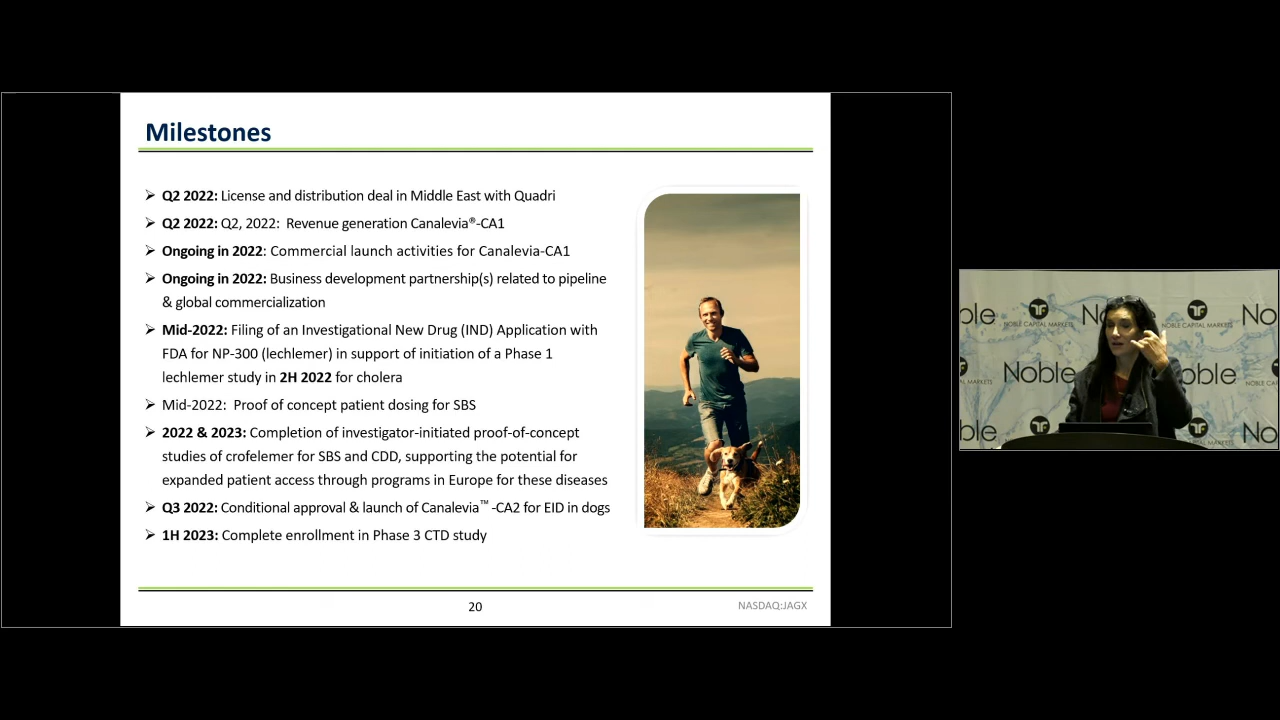 Milestones
➢ Q2 2022: License and distribution deal in Middle East with Quadri
➢ Q2 2022: Q2, 2022: Revenue generation Canalevia®-CA1
➢ Ongoing in 2022: Commercial launch activities for Canalevia-CA1
➢ Ongoing in 2022: Business development partnership(s) related to pipeline
& global commercialization
➢ Mid-2022: Filing of an Investigational New Drug (IND) Application with
FDA for NP-300 (lechlemer) in support of initiation of a Phase 1
lechlemer study in 2H 2022 for cholera
➢ Mid-2022: Proof of concept patient dosing for SBS
➢ 2022 & 2023: Completion of investigator-initiated proof-of-concept
studies of crofelemer for SBS and CDD, supporting the potential for
expanded patient access through programs in Europe for these diseases
➢ Q3 2022: Conditional approval & launch of Canalevia™ -CA2 for EID in dogs
➢ 1H 2023: Complete enrollment in Phase 3 CTD study
20
NASDAQ:JAGX
Noble
NOBLE CAPITAL MARKETS
NOBLE CAPITAL MARKETS